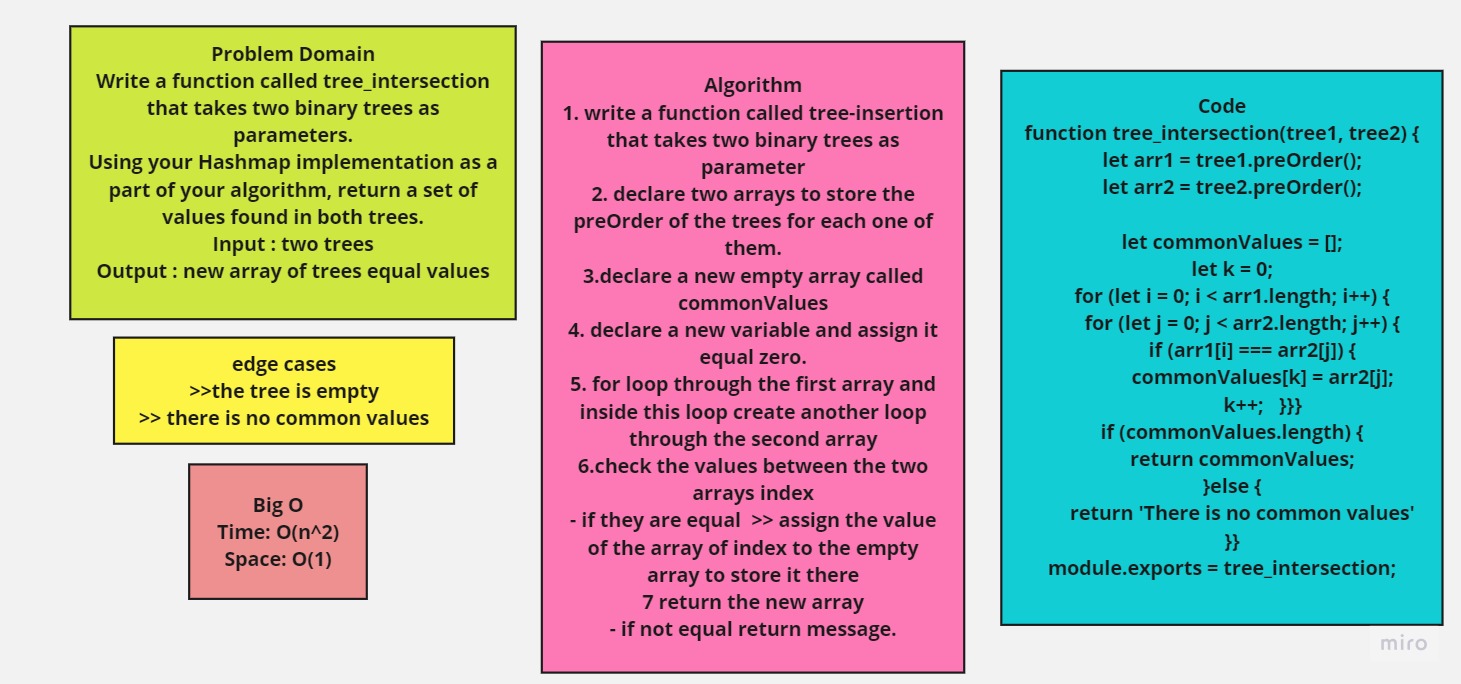 Problem Domain
Write a function called tree_intersection
that takes two binary trees as
parameters.
Using your Hashmap implementation as a
part of your algorithm, return a set of
values found in both trees.
Input : two trees
Output : new array of trees equal values
edge cases
>>the tree is empty
>> there is no common values
Big O
Time: O(n^2)
Space: O(1)
Algorithm
1. write a function called tree-insertion
that takes two binary trees as
parameter
2. declare two arrays to store the
preOrder of the trees for each one of
them.
3.declare a new empty array called
commonValues
4. declare a new variable and assign it
equal zero.
5. for loop through the first array and
inside this loop create another loop
through the second array
6.check the values between the two
arrays index
- if they are equal  >> assign the value
of the array of index to the empty
array to store it there
7 return the new array
- if not equal return message.
Code
function tree_intersection(tree1, tree2) {
let arr1 = tree1.preOrder();
let arr2 = tree2.preOrder();
let commonValues = [];
let k = 0;
for (let i = 0; i < arr1.length; i++) {
for (let j = 0; j < arr2.length; j++) {
if (arr1[i] === arr2[j]) {
commonValues[k] = arr2[j];
k++;   }}}
if (commonValues.length) {
return commonValues;
}else {
return 'There is no common values'
}}
module.exports = tree_intersection;
miro